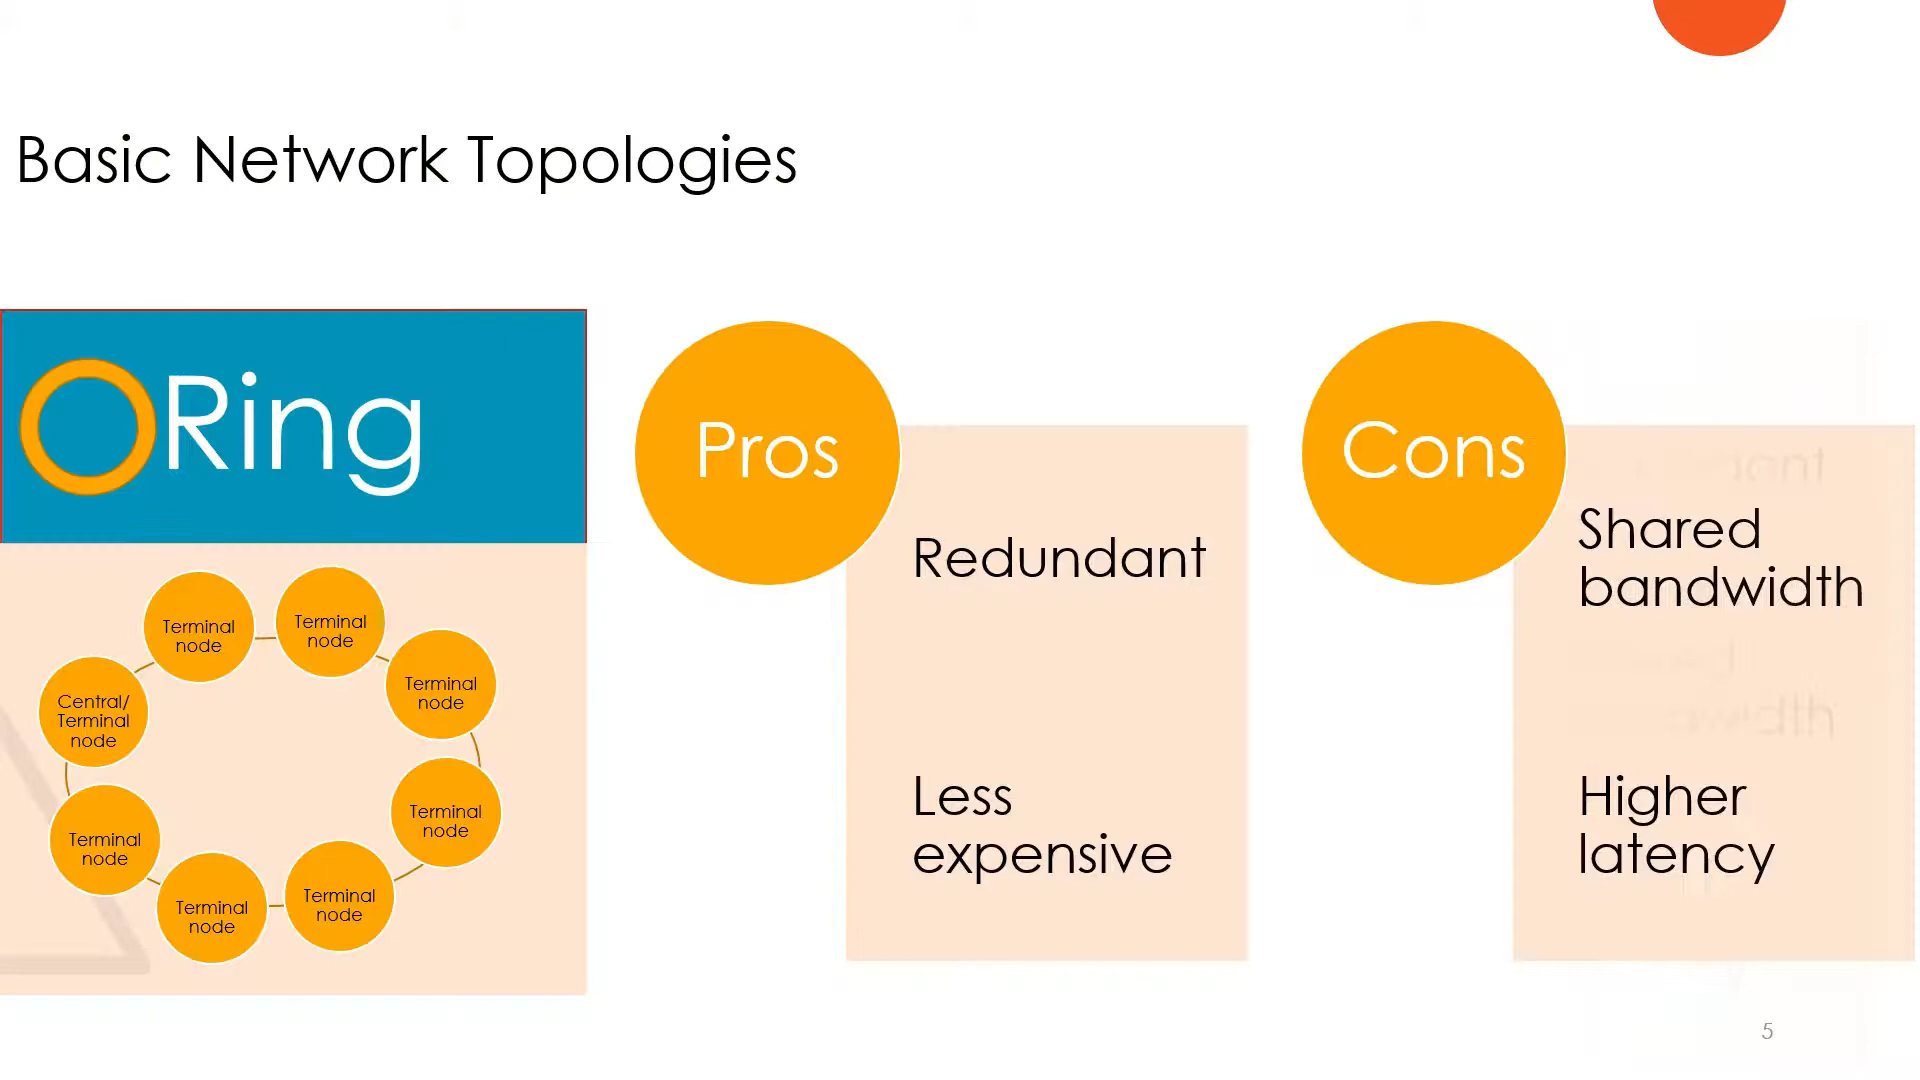 Basic Network Topologies
Ring
Terminal
node
Terminal
node
Terminal
node
Central/
Terminal
node
Terminal
node
Terminal
node
Terminal
node
Terminal
node
Pros
Redundant
Less
expensive
Cons
Shared
bandwidth
Higher
latency
5